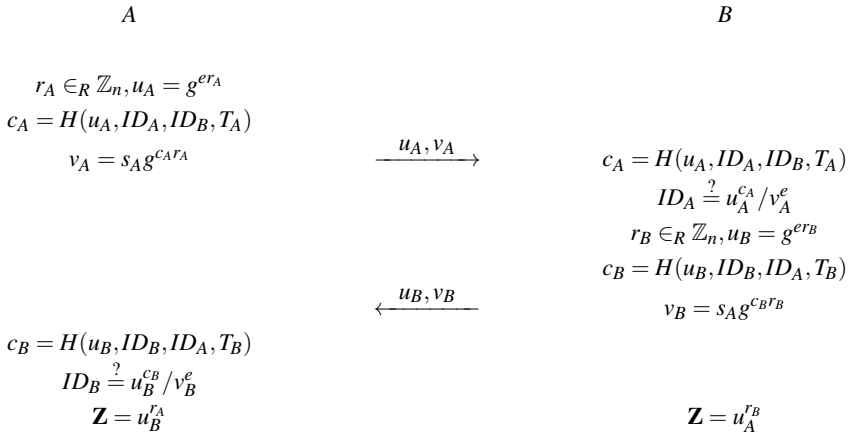 A B
r_A ∈_R ℤ_n, u_A = g^{er_A}
c_A = H(u_A, ID_A, ID_B, T_A)
v_A = s_A g^{c_A r_A} u_A, v_A ⟶ c_A = H(u_A, ID_A, ID_B, T_A)
ID_A ≟ u_A^{c_A} / v_A^e
r_B ∈_R ℤ_n, u_B = g^{er_B}
c_B = H(u_B, ID_B, ID_A, T_B)
u_B, v_B ⟵ v_B = s_A g^{c_B r_B}
c_B = H(u_B, ID_B, ID_A, T_B)
ID_B ≟ u_B^{c_B} / v_B^e
Z = u_B^{r_A} Z = u_A^{r_B}